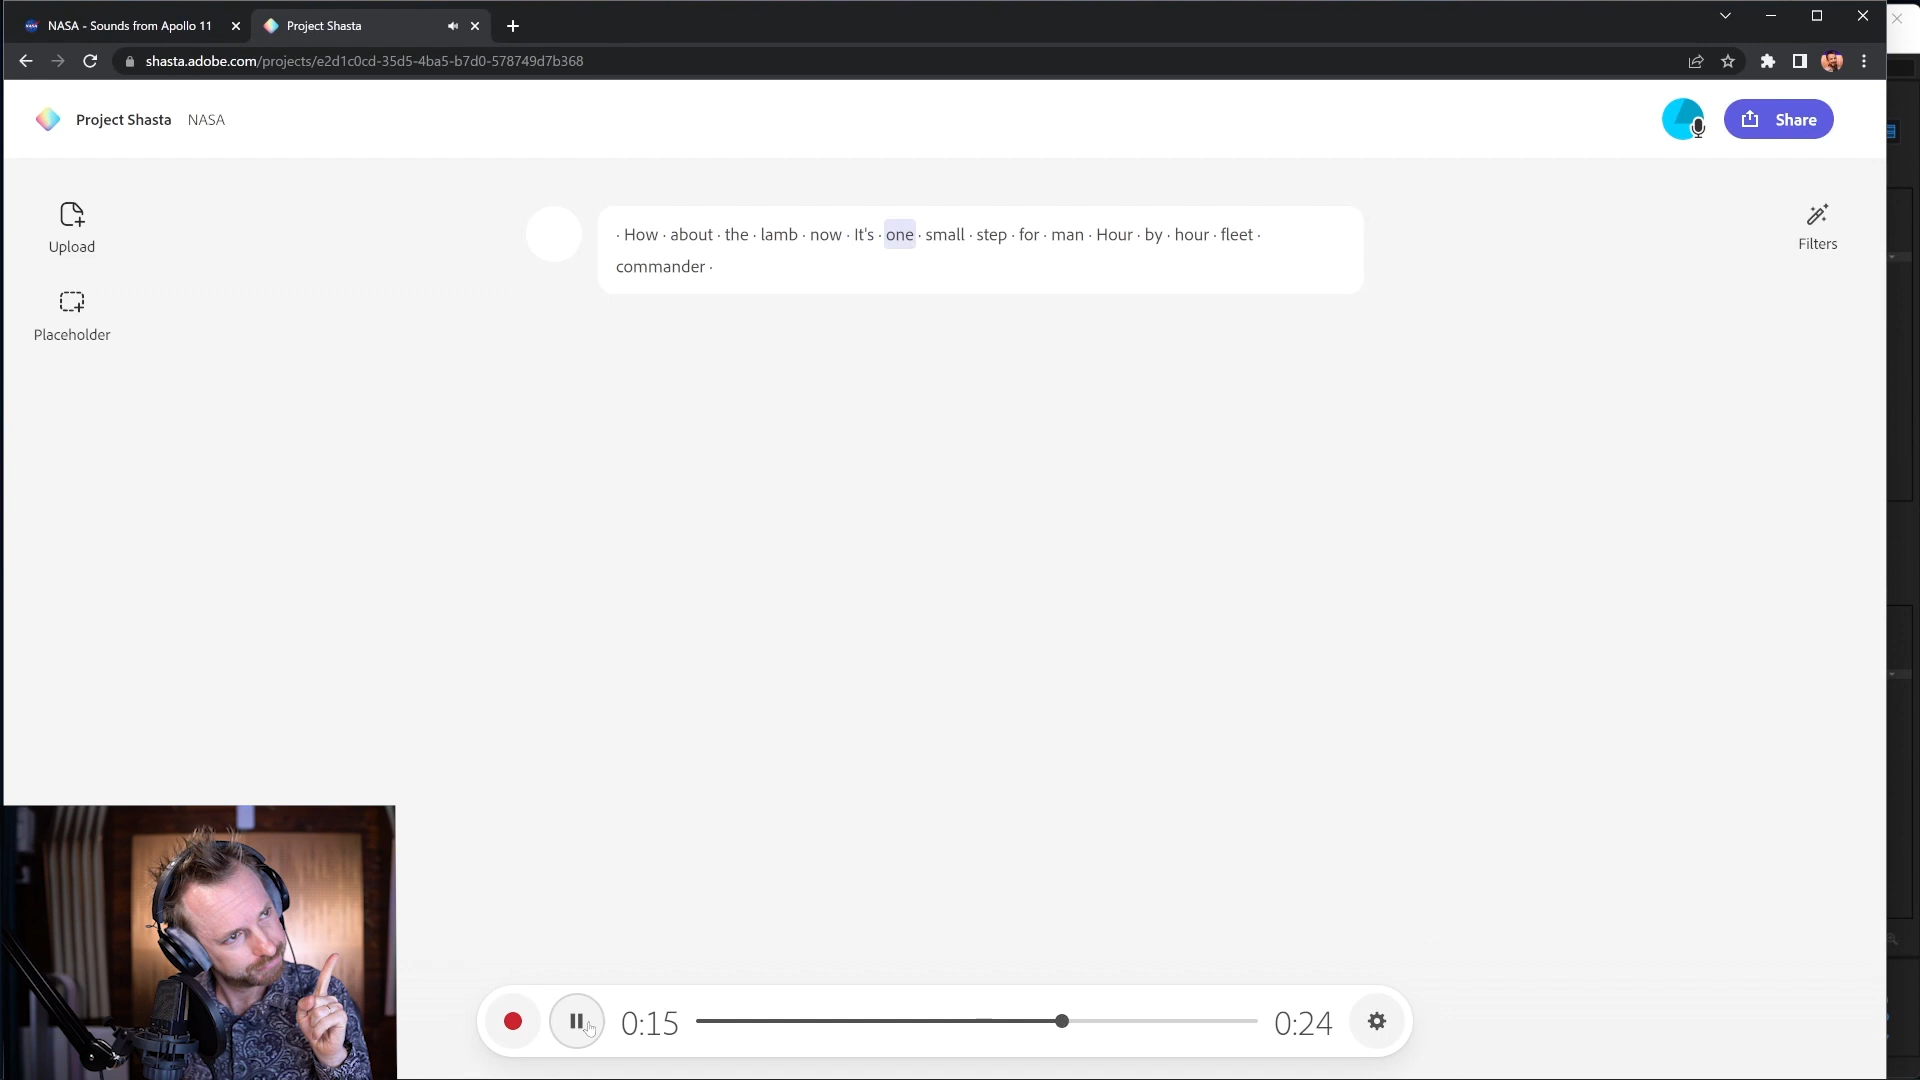 NASA - Sounds from Apollo 11
Project Shasta
shasta.adobe.com/projects/e2d1c0cd-35d5-4ba5-b7d0-578749d7b368
Project Shasta NASA
Share
Upload
Placeholder
· How · about · the · lamb · now · It's · one · small · step · for · man · Hour · by · hour · fleet ·
commander ·
Filters
0:15
0:24